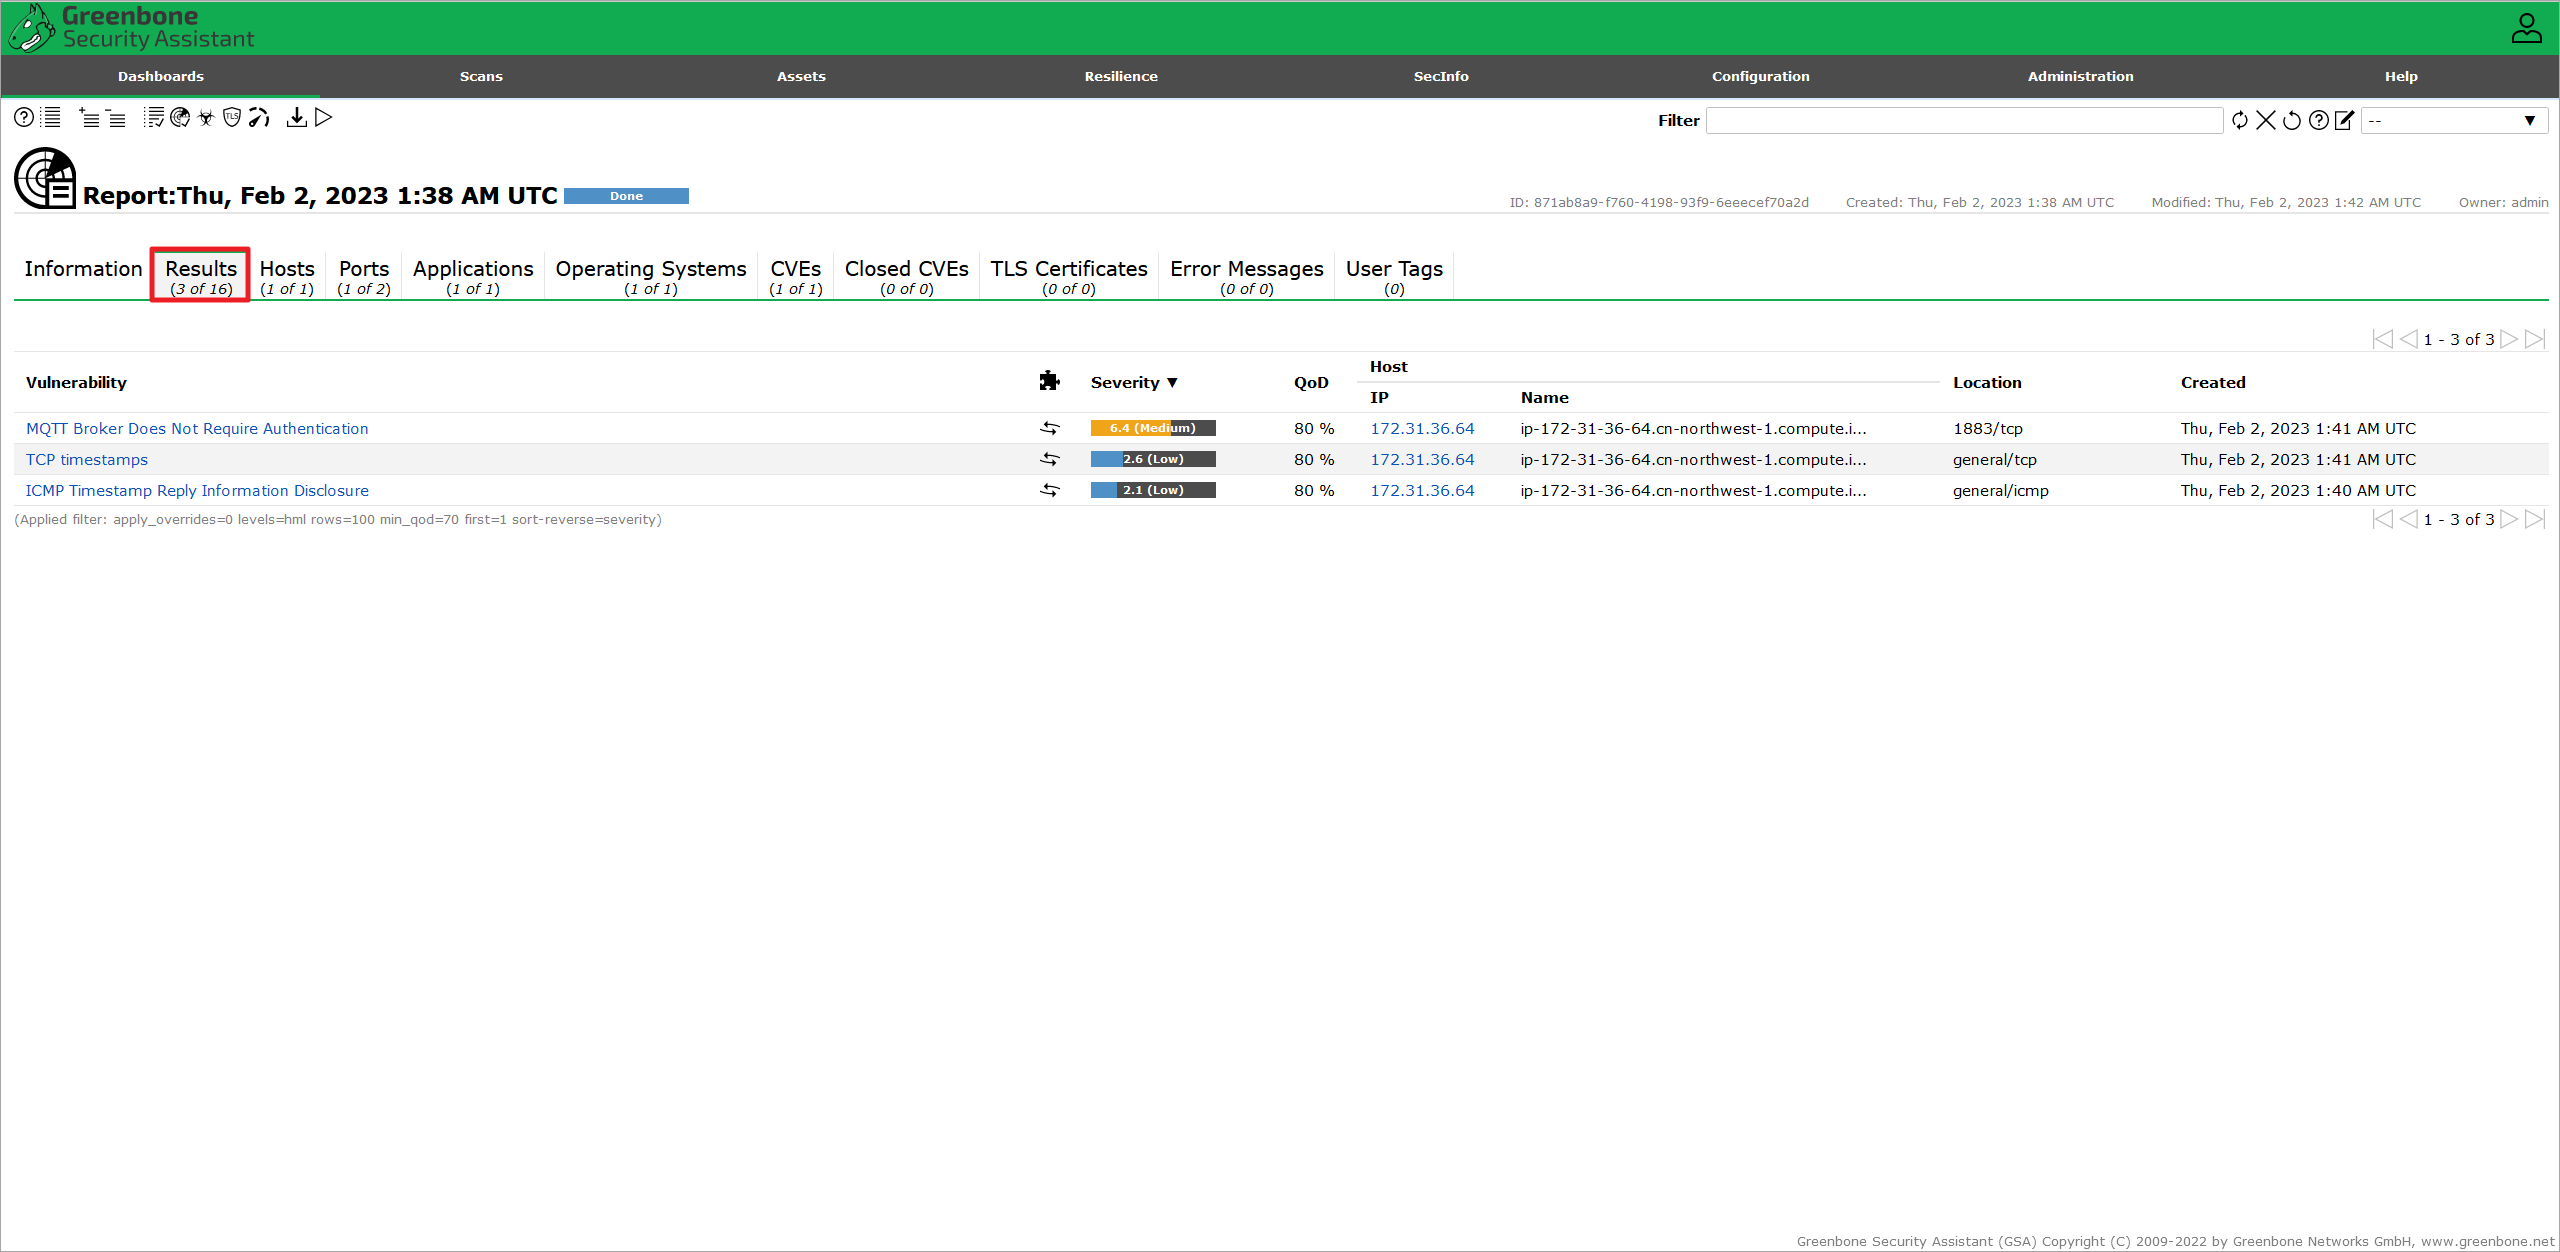 Greenbone
Security Assistant
Dashboards Scans Assets Resilience SecInfo Configuration Administration Help
TLS Filter -- ▼
Report:Thu, Feb 2, 2023 1:38 AM UTC Done ID: 871ab8a9-f760-4198-93f9-6eeecef70a2d Created: Thu, Feb 2, 2023 1:38 AM UTC Modified: Thu, Feb 2, 2023 1:42 AM UTC Owner: admin
Information Results Hosts Ports Applications Operating Systems CVEs Closed CVEs TLS Certificates Error Messages User Tags
(3 of 16) (1 of 1) (1 of 2) (1 of 1) (1 of 1) (1 of 1) (0 of 0) (0 of 0) (0 of 0) (0)
1 - 3 of 3
Vulnerability Severity ▼ QoD Host Location Created
IP Name
MQTT Broker Does Not Require Authentication 6.4 (Medium) 80 % 172.31.36.64 ip-172-31-36-64.cn-northwest-1.compute.i... 1883/tcp Thu, Feb 2, 2023 1:41 AM UTC
TCP timestamps 2.6 (Low) 80 % 172.31.36.64 ip-172-31-36-64.cn-northwest-1.compute.i... general/tcp Thu, Feb 2, 2023 1:41 AM UTC
ICMP Timestamp Reply Information Disclosure 2.1 (Low) 80 % 172.31.36.64 ip-172-31-36-64.cn-northwest-1.compute.i... general/icmp Thu, Feb 2, 2023 1:40 AM UTC
(Applied filter: apply_overrides=0 levels=hml rows=100 min_qod=70 first=1 sort-reverse=severity) 1 - 3 of 3
Greenbone Security Assistant (GSA) Copyright (C) 2009-2022 by Greenbone Networks GmbH, www.greenbone.net